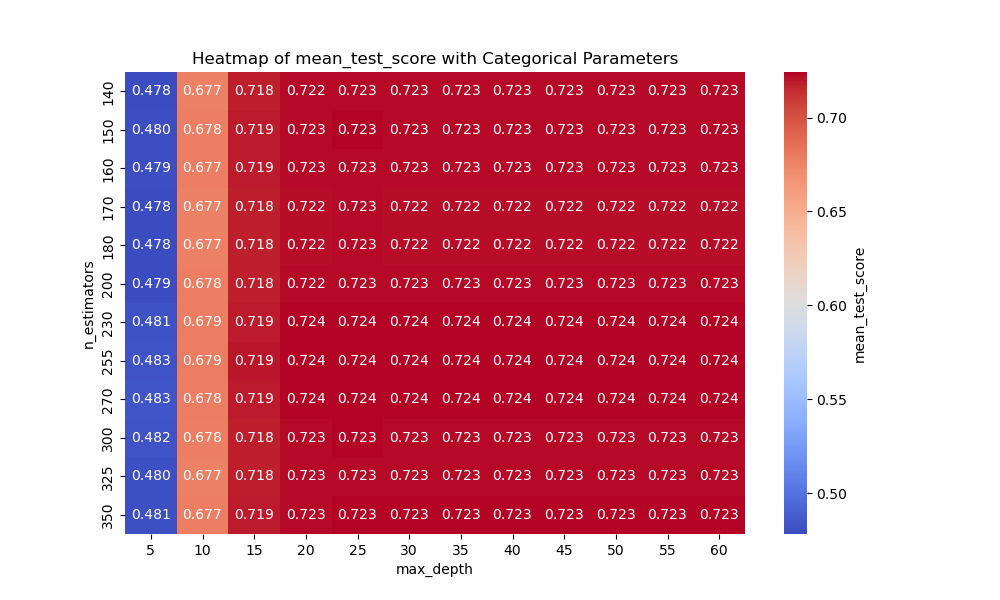 Heatmap of mean_test_score with Categorical Parameters
140 0.478 0.677 0.718 0.722 0.723 0.723 0.723 0.723 0.723 0.723 0.723 0.723
150 0.480 0.678 0.719 0.723 0.723 0.723 0.723 0.723 0.723 0.723 0.723 0.723
160 0.479 0.677 0.719 0.723 0.723 0.723 0.723 0.723 0.723 0.723 0.723 0.723
170 0.478 0.677 0.718 0.722 0.723 0.722 0.722 0.722 0.722 0.722 0.722 0.722
180 0.478 0.677 0.718 0.722 0.723 0.722 0.722 0.722 0.722 0.722 0.722 0.722
200 0.479 0.678 0.718 0.722 0.723 0.723 0.723 0.723 0.723 0.723 0.723 0.723
230 0.481 0.679 0.719 0.724 0.724 0.724 0.724 0.724 0.724 0.724 0.724 0.724
255 0.483 0.679 0.719 0.724 0.724 0.724 0.724 0.724 0.724 0.724 0.724 0.724
270 0.483 0.678 0.719 0.724 0.724 0.724 0.724 0.724 0.724 0.724 0.724 0.724
300 0.482 0.678 0.718 0.723 0.723 0.723 0.723 0.723 0.723 0.723 0.723 0.723
325 0.480 0.677 0.718 0.723 0.723 0.723 0.723 0.723 0.723 0.723 0.723 0.723
350 0.481 0.677 0.719 0.723 0.723 0.723 0.723 0.723 0.723 0.723 0.723 0.723
5 10 15 20 25 30 35 40 45 50 55 60
max_depth
n_estimators
0.70
0.65
0.60
0.55
0.50
mean_test_score